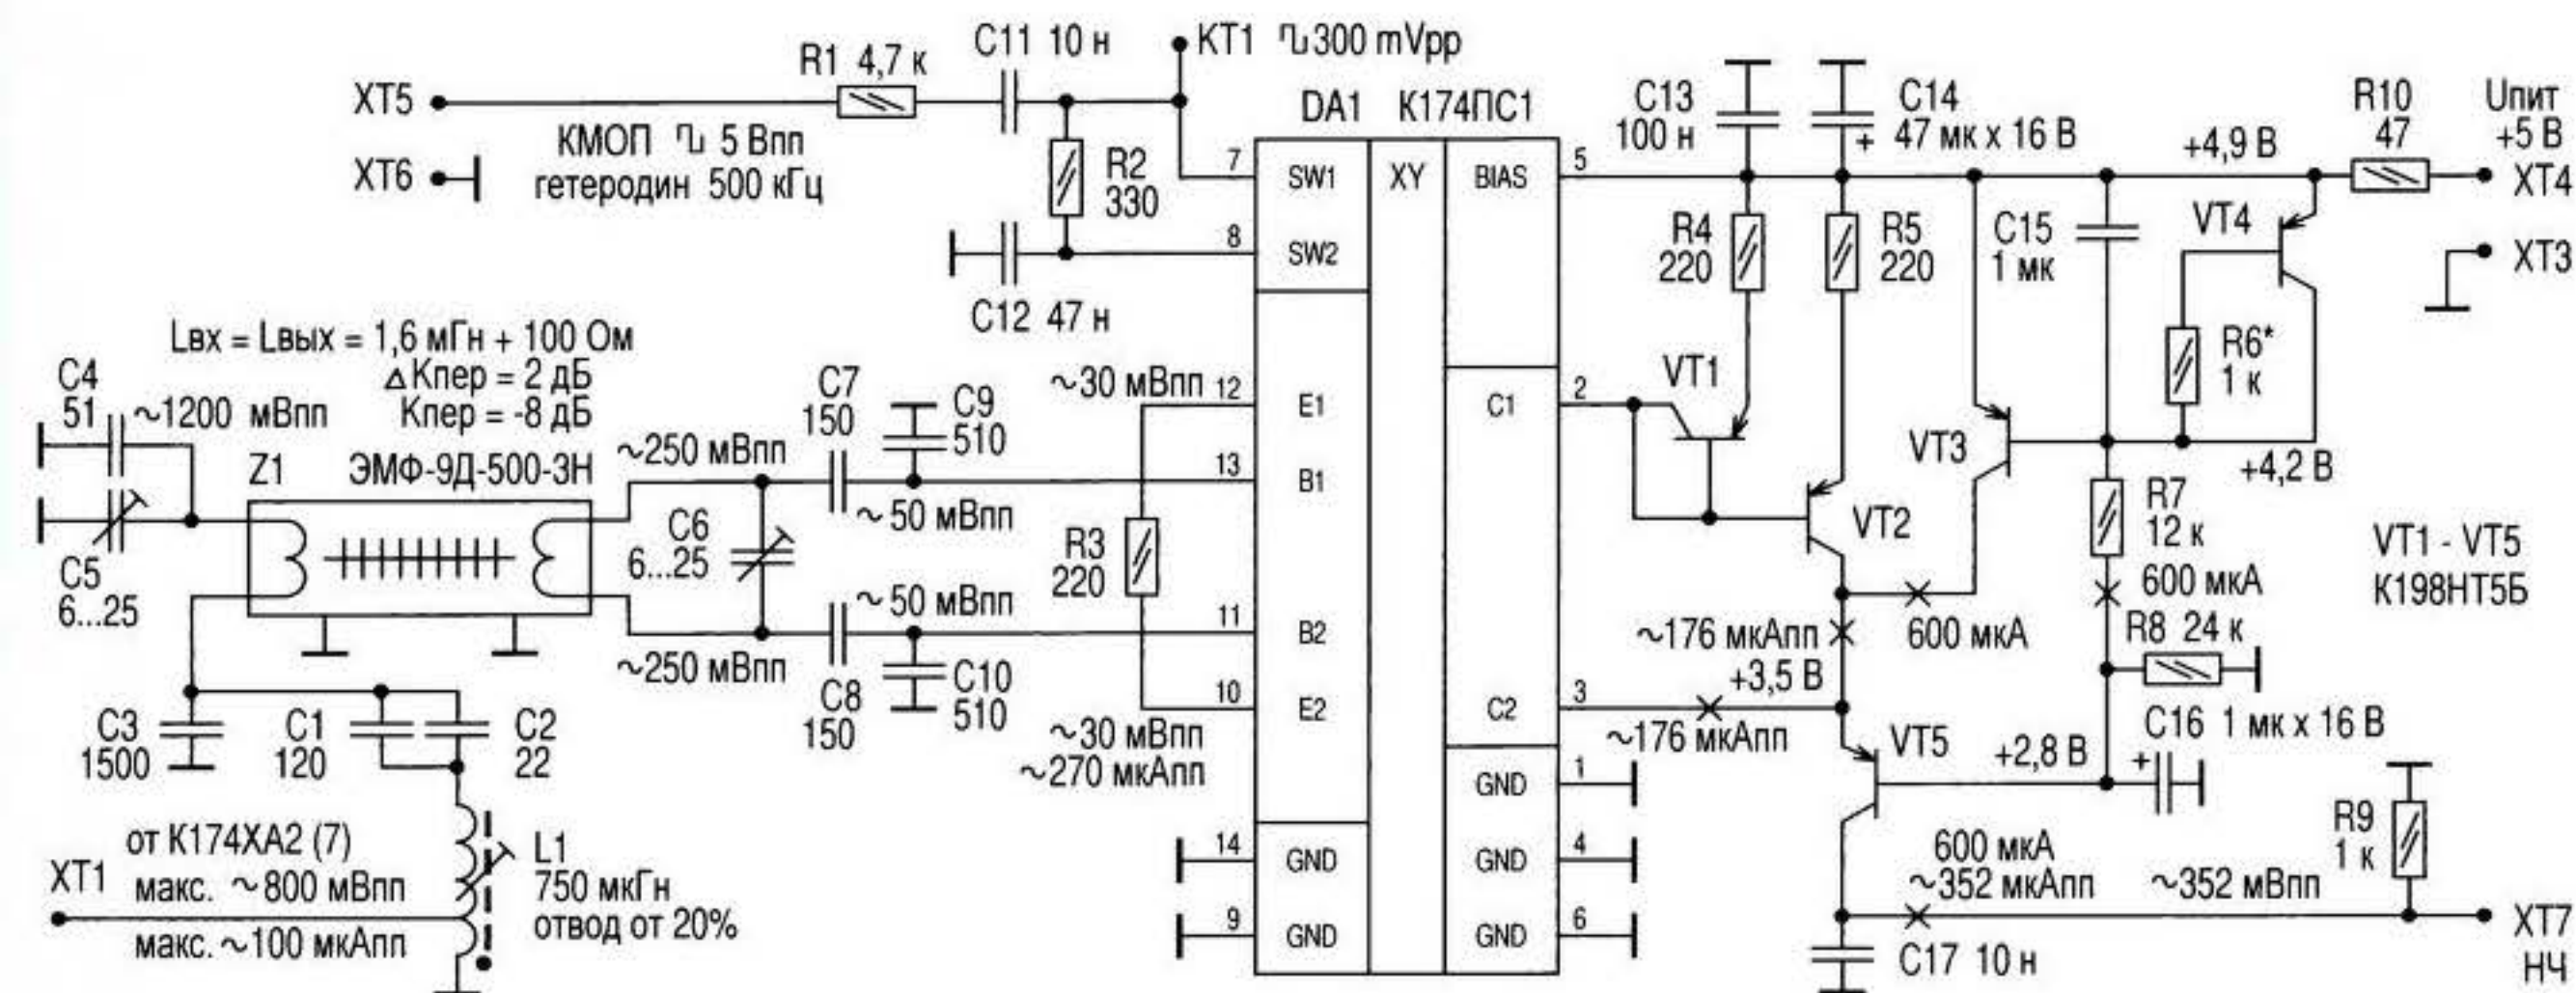 C11 10 н
КТ1 300 mVpp
R1 4,7 к
XT5
КМОП 5 Впп
гетеродин 500 кГц
XT6
R2
330
C12 47 н
DA1 К174ПС1
7 SW1 XY BIAS 5
8 SW2
C13
100 н
C14
+ 47 мк x 16 В
+4,9 В
R10
47
Uпит
+5 В
XT4
XT3
R4
220
R5
220
C15
1 мк
VT4
R6*
1 к
VT1
VT2
VT3
+4,2 В
Lвх = Lвых = 1,6 мГн + 100 Ом
ΔКпер = 2 дБ
Кпер = -8 дБ
C4
51
~1200 мВпп
Z1 ЭМФ-9Д-500-3Н
C5
6...25
~250 мВпп
C7
150
C9
510
~50 мВпп
C6
6...25
~50 мВпп
~250 мВпп
C8
150
C10
510
~30 мВпп 12 E1 C1 2
13 B1
R3
220
11 B2
10 E2 C2 3
~30 мВпп
~270 мкАпп
GND 1
14 GND GND 4
9 GND GND 6
R7
12 к
600 мкА
VT1 - VT5
К198НТ5Б
R8 24 к
~176 мкАпп
600 мкА
+3,5 В
~176 мкАпп
C16 1 мк x 16 В
+
VT5
+2,8 В
R9
1 к
600 мкА
~352 мкАпп
~352 мВпп
XT7
НЧ
C17 10 н
C3
1500
C1
120
C2
22
от К174ХА2 (7)
XT1
макс. ~800 мВпп
макс. ~100 мкАпп
L1
750 мкГн
отвод от 20%